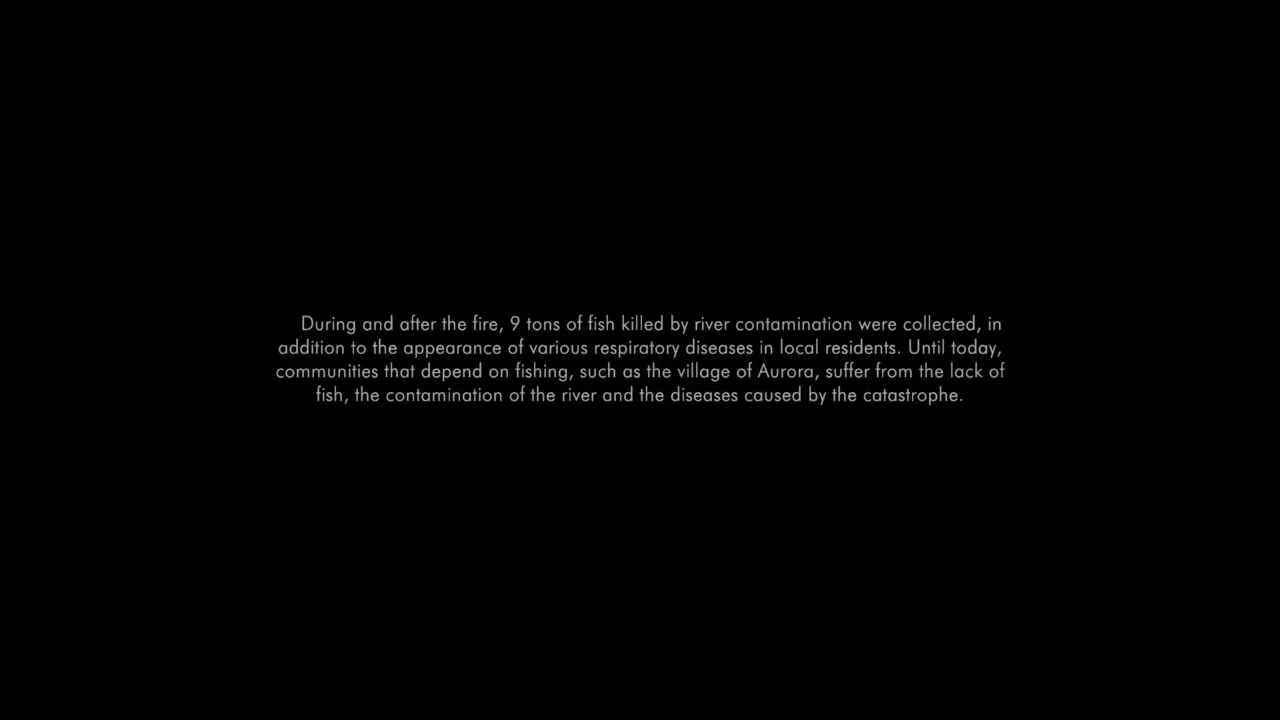 During and after the fire, 9 tons of fish killed by river contamination were collected, in
addition to the appearance of various respiratory diseases in local residents. Until today,
communities that depend on fishing, such as the village of Aurora, suffer from the lack of
fish, the contamination of the river and the diseases caused by the catastrophe.